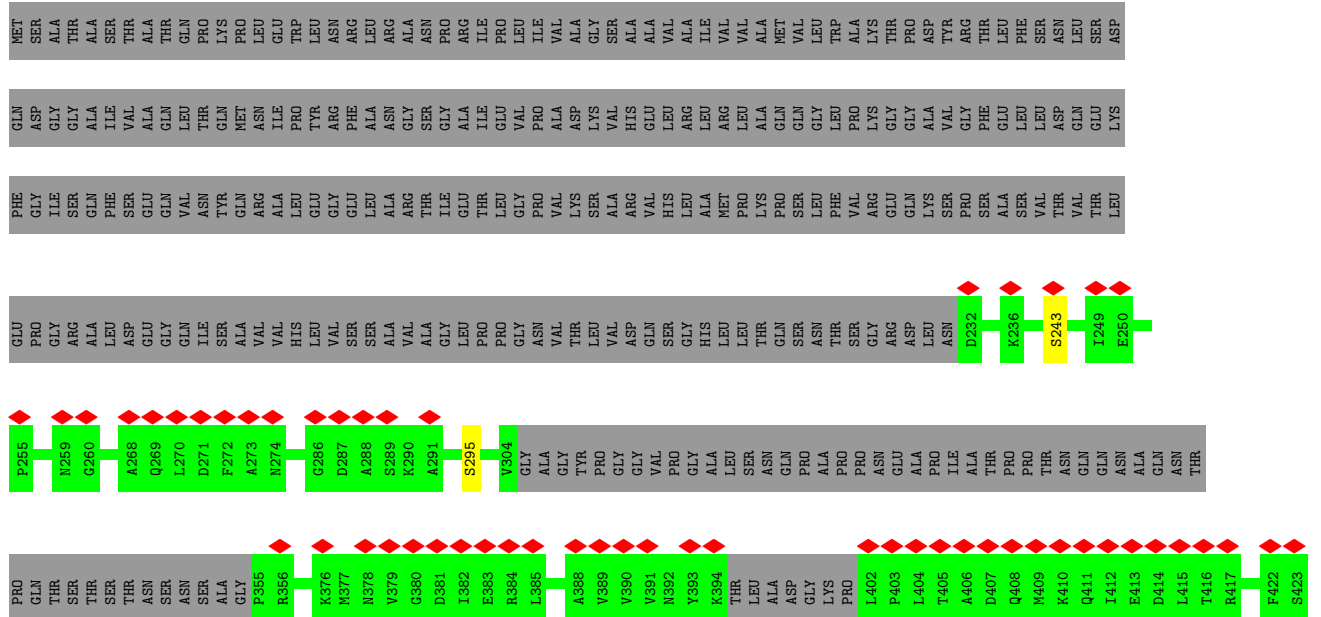 MET SER ALA THR ALA SER THR ALA THR GLN PRO LYS PRO LEU GLU TRP LEU ASN ARG LEU ARG ALA ASN PRO ARG ILE PRO LEU ILE VAL ALA GLY SER ALA ALA VAL ALA ILE VAL VAL ALA MET VAL LEU TRP ALA LYS THR PRO ASP TYR ARG THR LEU PHE SER ASN LEU SER ASP
GLN ASP GLY GLY ALA ILE VAL ALA GLN LEU THR GLN MET ASN ILE PRO TYR ARG PHE ALA ASN GLY SER GLY ALA ILE GLU VAL PRO ALA ASP LYS VAL HIS GLU LEU ARG LEU ARG LEU ALA GLN GLN GLY LEU PRO LYS GLY GLY ALA VAL GLY PHE GLU LEU LEU ASP GLN GLU LYS
PHE GLY ILE SER GLN PHE SER GLU GLN VAL ASN TYR GLN ARG ALA LEU GLU GLY GLU LEU ALA ARG THR ILE GLU THR LEU GLY PRO VAL LYS SER ALA ARG VAL HIS LEU ALA MET PRO LYS PRO SER LEU PHE VAL ARG GLU GLN LYS SER PRO SER ALA SER VAL THR VAL THR LEU
GLU PRO GLY ARG ALA LEU ASP GLU GLY GLN ILE SER ALA VAL VAL HIS LEU VAL SER SER ALA VAL ALA GLY LEU PRO PRO GLY ASN VAL THR LEU VAL ASP GLN SER GLY HIS LEU LEU THR GLN SER ASN THR SER GLY ARG ASP LEU ASN D232 K236 S243 I249 E250
P255 N259 G260 A268 Q269 L270 D271 F272 A273 N274 G286 D287 A288 S289 K290 A291 S295 V304 GLY ALA GLY TYR PRO GLY GLY VAL PRO GLY ALA LEU SER ASN GLN PRO ALA PRO PRO ASN GLU ALA PRO ILE ALA THR PRO PRO THR ASN GLN GLN ASN ALA GLN ASN THR
PRO GLN THR SER THR SER THR ASN SER ASN SER ALA GLY P355 R356 K376 M377 N378 V379 G380 D381 I382 E383 R384 L385 A388 V389 V390 V391 N392 Y393 K394 THR LEU ALA ASP GLY LYS PRO L402 P403 L404 T405 A406 D407 Q408 M409 K410 Q411 I412 E413 D414 L415 T416 R417 F422 S423